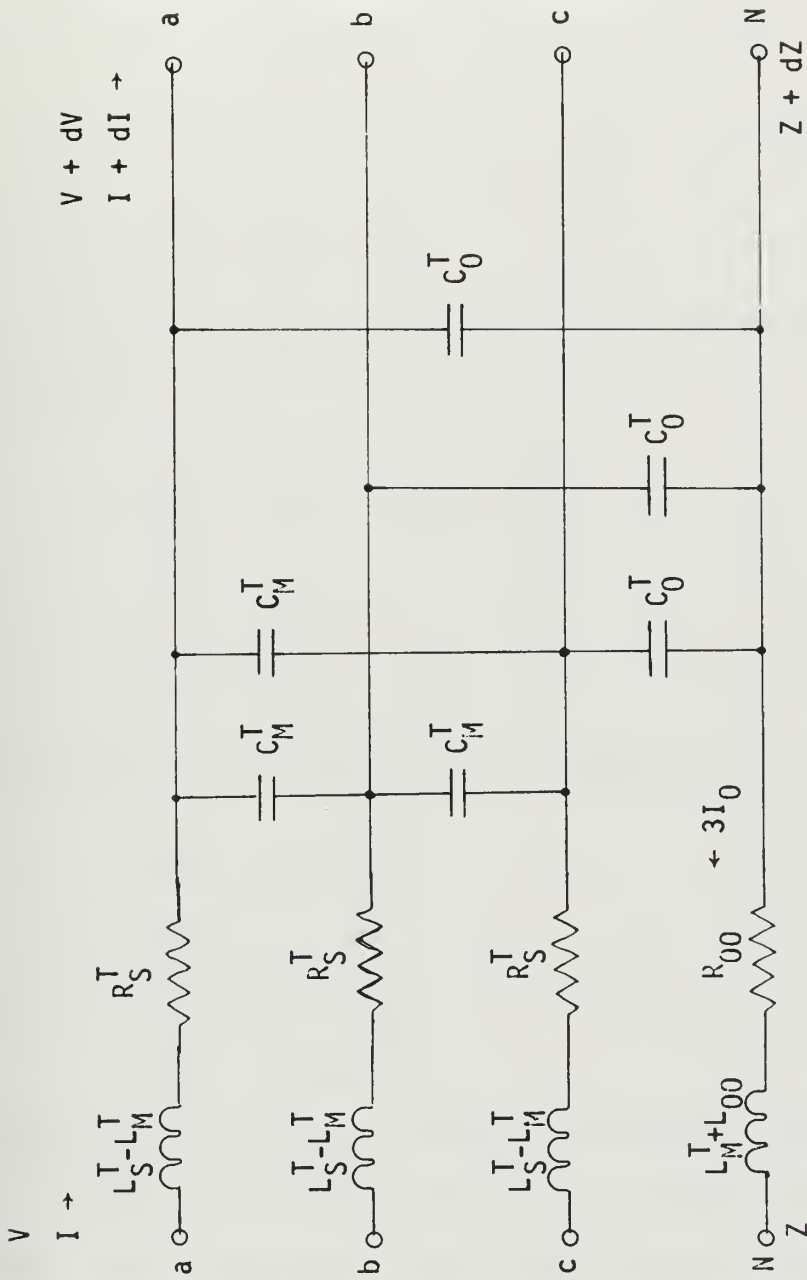 V
V + dV
I →
I + dI →
a
L_S^T-L_M^T
R_S^T
a
C_M^T
C_M^T
C_0^T
b
L_S^T-L_M^T
R_S^T
b
C_M^T
c
L_S^T-L_M^T
R_S^T
c
C_0^T
C_0^T
N
L_M^T+L_00
R_00
← 3I_0
N
Z
Z + dZ